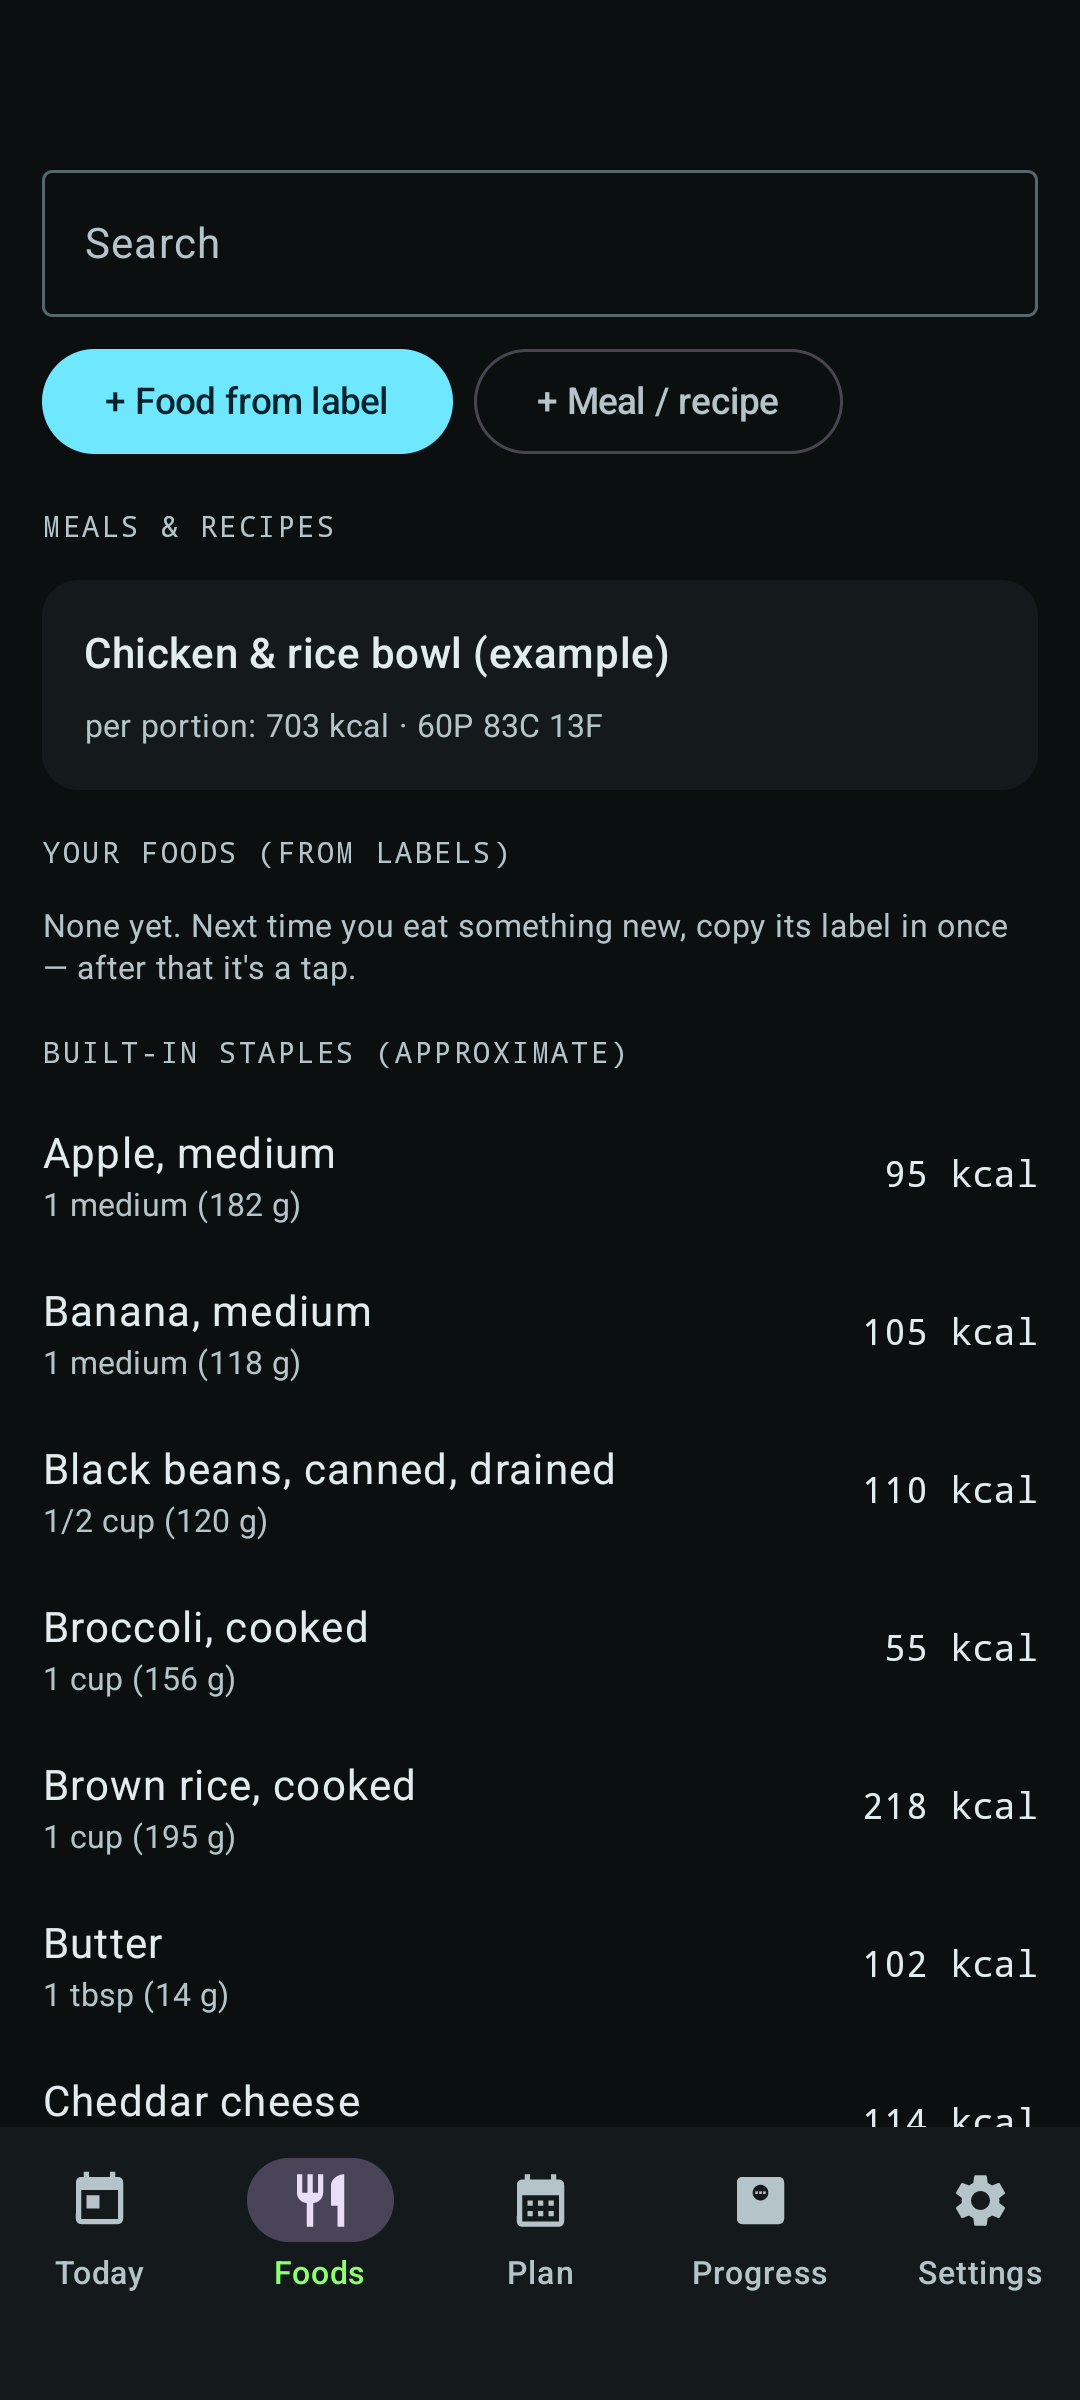 Search
+ Food from label
+ Meal / recipe
MEALS & RECIPES
Chicken & rice bowl (example)
per portion: 703 kcal · 60P 83C 13F
YOUR FOODS (FROM LABELS)
None yet. Next time you eat something new, copy its label in once
— after that it's a tap.
BUILT-IN STAPLES (APPROXIMATE)
Apple, medium
1 medium (182 g)
95 kcal
Banana, medium
1 medium (118 g)
105 kcal
Black beans, canned, drained
1/2 cup (120 g)
110 kcal
Broccoli, cooked
1 cup (156 g)
55 kcal
Brown rice, cooked
1 cup (195 g)
218 kcal
Butter
1 tbsp (14 g)
102 kcal
Cheddar cheese
114 kcal
Today
Foods
Plan
Progress
Settings